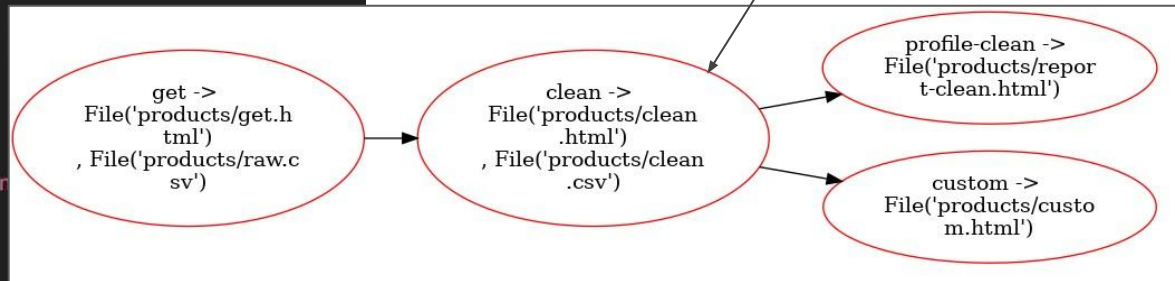 get ->
File('products/get.h
tml')
, File('products/raw.c
sv')
clean ->
File('products/clean
.html')
, File('products/clean
.csv')
profile-clean ->
File('products/repor
t-clean.html')
custom ->
File('products/custo
m.html')